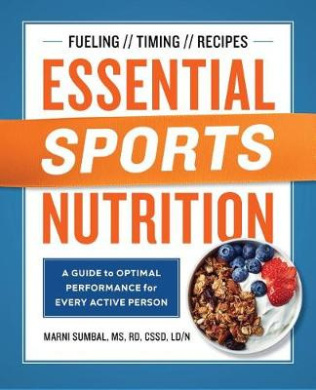 FUELING // TIMING // RECIPES
ESSENTIAL
SPORTS
NUTRITION
A GUIDE to OPTIMAL
PERFORMANCE for
EVERY ACTIVE PERSON
MARNI SUMBAL, MS, RD, CSSD, LD/N